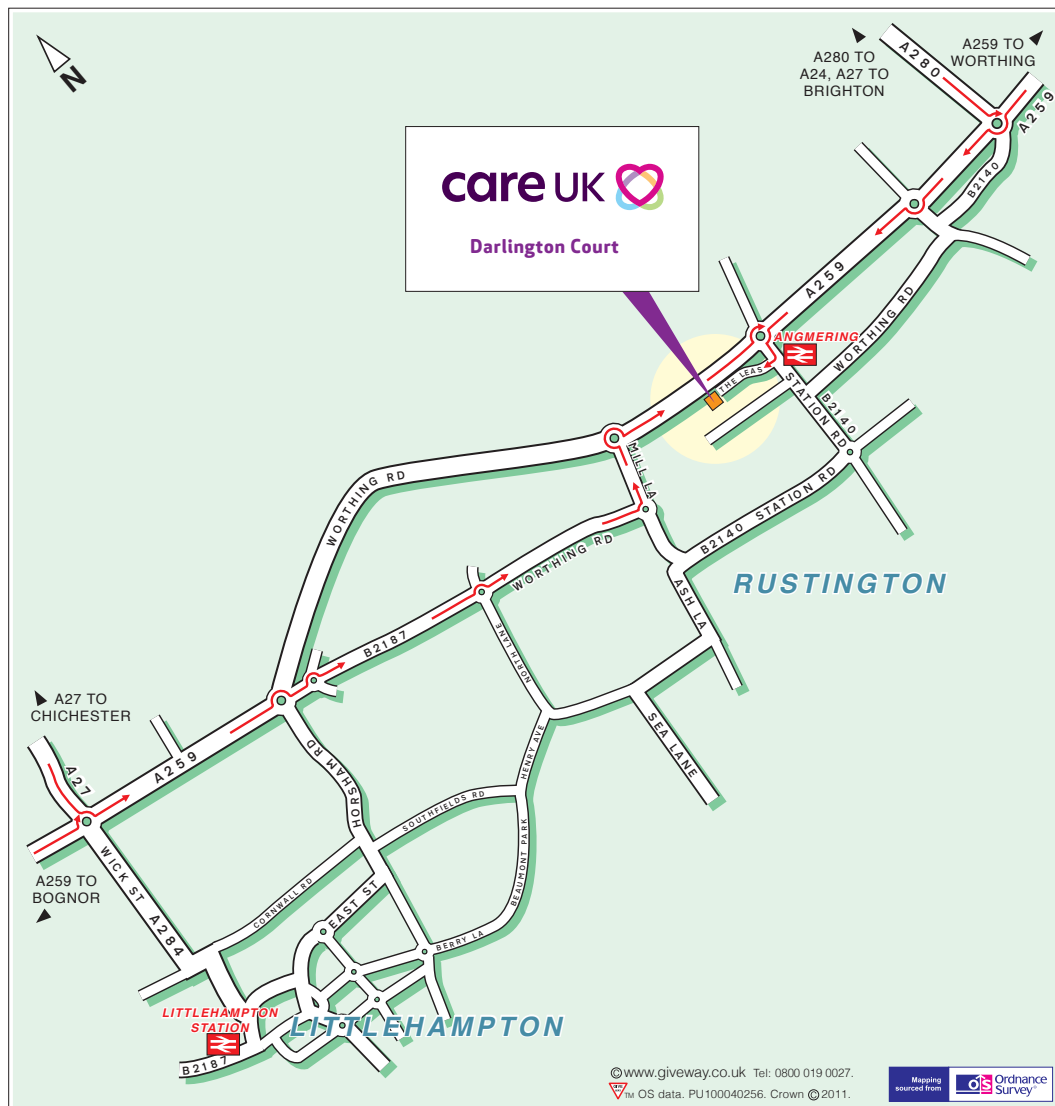 N
A280 TO
A24, A27 TO
BRIGHTON
A259 TO
WORTHING
A280
A259
B2140
care UK
Darlington Court
A259
WORTHING RD
ANGMERING
THE LEAS
STATION RD
B2140
MILL LA
WORTHING RD
B2140 STATION RD
WORTHING RD
RUSTINGTON
ASH LA
B2187
NORTH LANE
A27 TO
CHICHESTER
A27
A259
HORSHAM RD
SEA LANE
HENRY AVE
SOUTHFIELDS RD
BEAUMONT PARK
WICK ST A284
A259 TO
BOGNOR
CORNWALL RD
EAST ST
BERRY LA
LITTLEHAMPTON
STATION
LITTLEHAMPTON
B2187
© www.giveway.co.uk Tel: 0800 019 0027.
GIVE WAY TM OS data. PU100040256. Crown © 2011.
Mapping
sourced from
OS Ordnance
Survey®